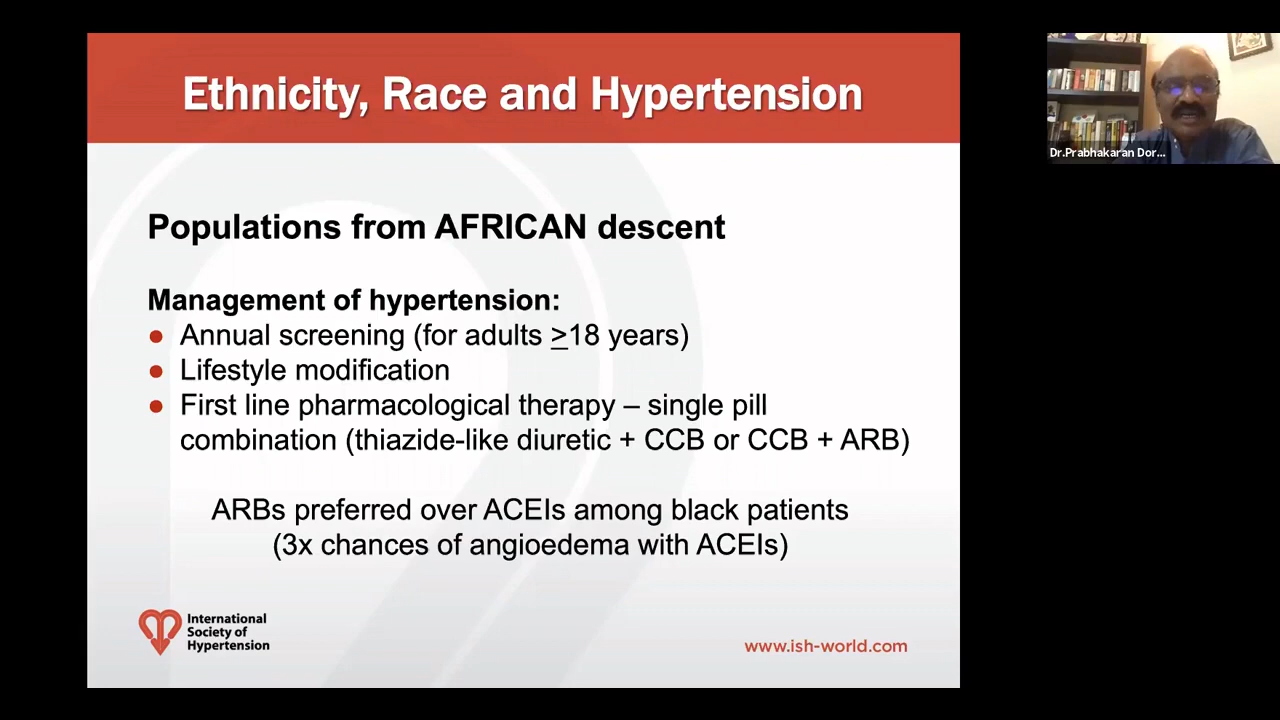 Ethnicity, Race and Hypertension
Populations from AFRICAN descent
Management of hypertension:
● Annual screening (for adults ≥18 years)
● Lifestyle modification
● First line pharmacological therapy – single pill
combination (thiazide-like diuretic + CCB or CCB + ARB)
ARBs preferred over ACEIs among black patients
(3x chances of angioedema with ACEIs)
International
Society of
Hypertension
www.ish-world.com
Dr.Prabhakaran Dor...